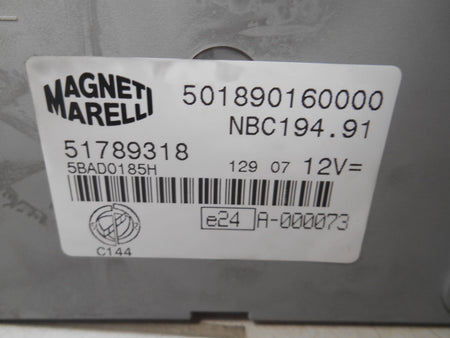 MAGNETI
MARELLI
501890160000
NBC194.91
51789318
5BAD0185H
129 07 12V=
e24 A-000073
C144